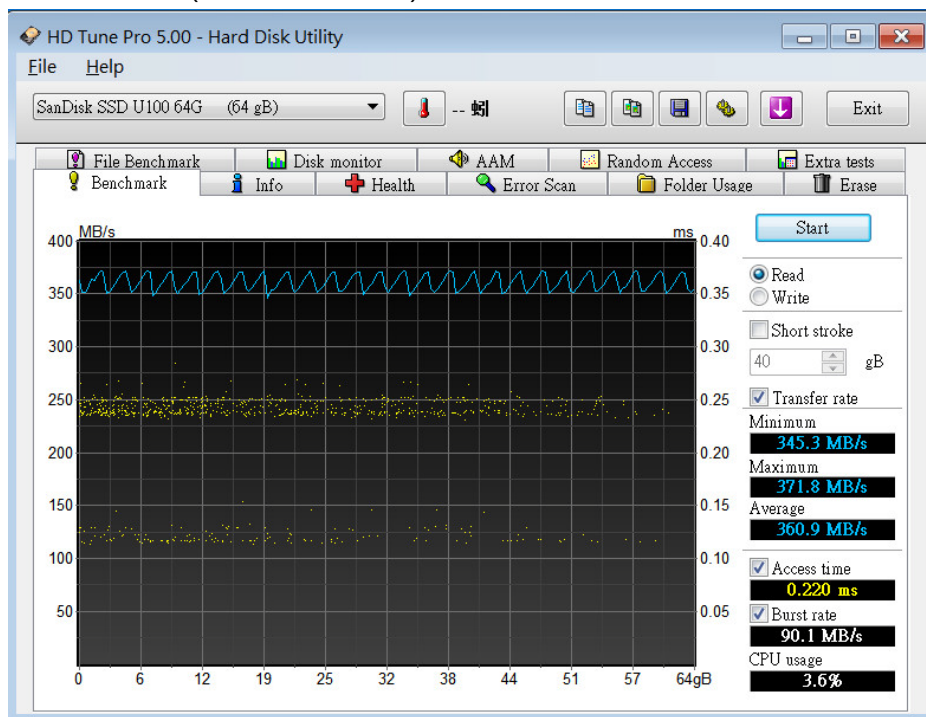 HD Tune Pro 5.00 - Hard Disk Utility
File Help
SanDisk SSD U100 64G (64 gB)
-- 蚓
Exit
File Benchmark Disk monitor AAM Random Access Extra tests
Benchmark Info Health Error Scan Folder Usage Erase
MB/s ms
400 0.40
350 0.35
300 0.30
250 0.25
200 0.20
150 0.15
100 0.10
50 0.05
0 6 12 19 25 32 38 44 51 57 64gB
Start
Read
Write
Short stroke
40 gB
Transfer rate
Minimum
345.3 MB/s
Maximum
371.8 MB/s
Average
360.9 MB/s
Access time
0.220 ms
Burst rate
90.1 MB/s
CPU usage
3.6%